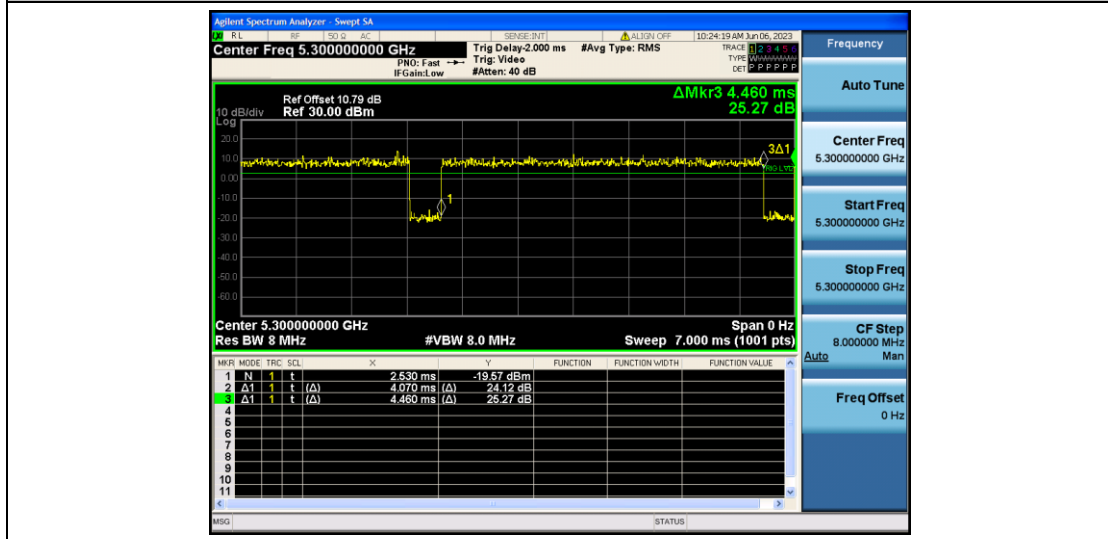 Agilent Spectrum Analyzer - Swept SA
RL RF 50 Ω AC SENSE:INT ALIGN OFF 10:24:19 AM Jun 06, 2023
Center Freq 5.300000000 GHz Trig Delay-2.000 ms #Avg Type: RMS TRACE 1 2 3 4 5 6
PNO: Fast Trig: Video TYPE WWWWWW
IFGain:Low #Atten: 40 dB DET P P P P P P
Frequency
Auto Tune
ΔMkr3 4.460 ms
25.27 dB
Ref Offset 10.79 dB
10 dB/div Ref 30.00 dBm
Log
20.0
10.0
0.00
-10.0
-20.0
-30.0
-40.0
-50.0
-60.0
3Δ1
1
Center Freq
5.300000000 GHz
Start Freq
5.300000000 GHz
Stop Freq
5.300000000 GHz
Center 5.300000000 GHz Span 0 Hz
Res BW 8 MHz #VBW 8.0 MHz Sweep 7.000 ms (1001 pts)
CF Step
8.000000 MHz
Auto Man
Freq Offset
0 Hz
MKR MODE TRC SCL X Y FUNCTION FUNCTION WIDTH FUNCTION VALUE
1 N 1 t 2.530 ms -19.57 dBm
2 Δ1 1 t (Δ) 4.070 ms (Δ) 24.12 dB
3 Δ1 1 t (Δ) 4.460 ms (Δ) 25.27 dB
4
5
6
7
8
9
10
11
MSG STATUS